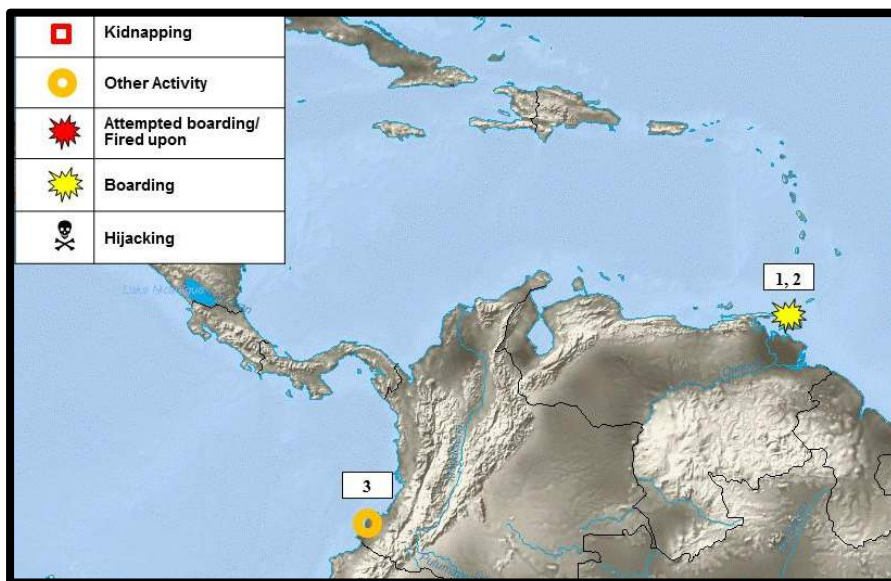 Kidnapping
Other Activity
Attempted boarding/
Fired upon
Boarding
Hijacking
1, 2
3